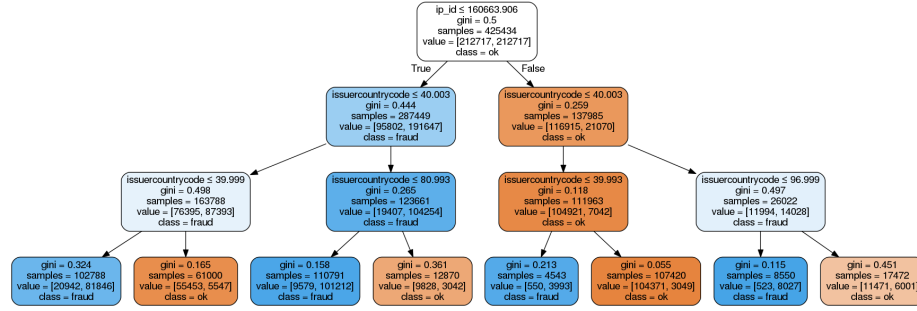 ip_id ≤ 160663.906
gini = 0.5
samples = 425434
value = [212717, 212717]
class = ok
True
False
issuercountrycode ≤ 40.003
gini = 0.444
samples = 287449
value = [95802, 191647]
class = fraud
issuercountrycode ≤ 40.003
gini = 0.259
samples = 137985
value = [116915, 21070]
class = ok
issuercountrycode ≤ 39.999
gini = 0.498
samples = 163788
value = [76395, 87393]
class = fraud
issuercountrycode ≤ 80.993
gini = 0.265
samples = 123661
value = [19407, 104254]
class = fraud
issuercountrycode ≤ 39.993
gini = 0.118
samples = 111963
value = [104921, 7042]
class = ok
issuercountrycode ≤ 96.999
gini = 0.497
samples = 26022
value = [11994, 14028]
class = fraud
gini = 0.324
samples = 102788
value = [20942, 81846]
class = fraud
gini = 0.165
samples = 61000
value = [55453, 5547]
class = ok
gini = 0.158
samples = 110791
value = [9579, 101212]
class = fraud
gini = 0.361
samples = 12870
value = [9828, 3042]
class = ok
gini = 0.213
samples = 4543
value = [550, 3993]
class = fraud
gini = 0.055
samples = 107420
value = [104371, 3049]
class = ok
gini = 0.115
samples = 8550
value = [523, 8027]
class = fraud
gini = 0.451
samples = 17472
value = [11471, 6001]
class = ok